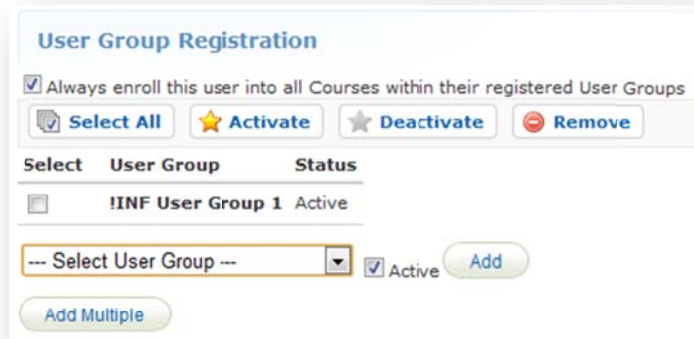 User Group Registration
Always enroll this user into all Courses within their registered User Groups
Select All Activate Deactivate Remove
Select User Group Status
!INF User Group 1 Active
--- Select User Group --- Active Add
Add Multiple